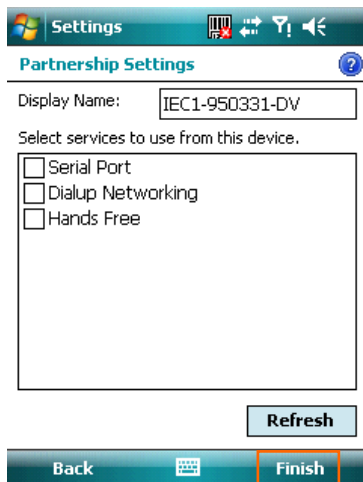 Settings
Partnership Settings
Display Name: IEC1-950331-DV
Select services to use from this device.
Serial Port
Dialup Networking
Hands Free
Refresh
Back Finish